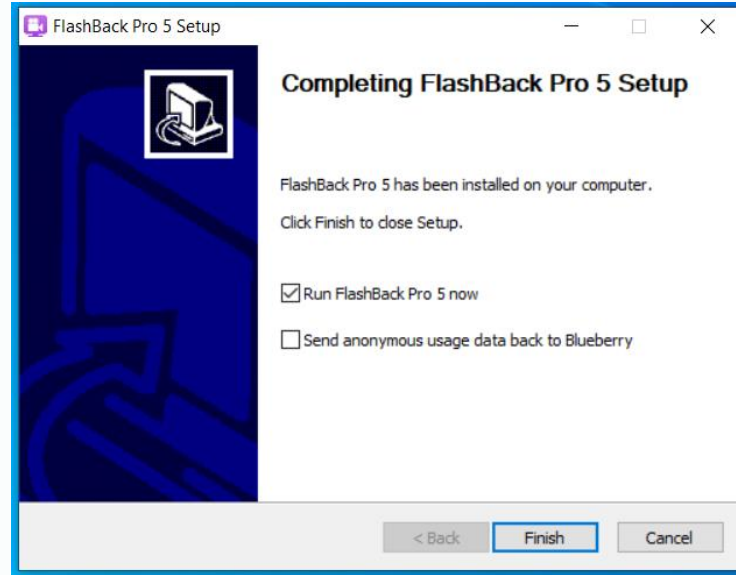 FlashBack Pro 5 Setup
Completing FlashBack Pro 5 Setup
FlashBack Pro 5 has been installed on your computer.
Click Finish to close Setup.
Run FlashBack Pro 5 now
Send anonymous usage data back to Blueberry
< Back Finish Cancel